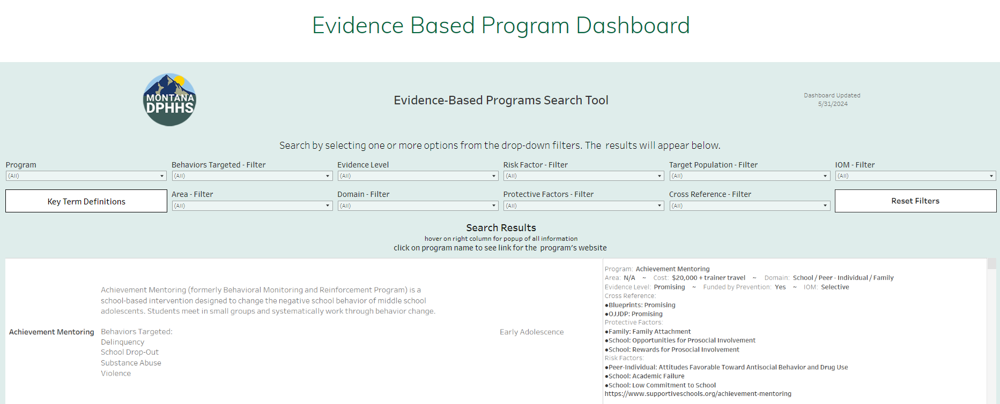 Evidence Based Program Dashboard
MONTANA
DPHHS
Evidence-Based Programs Search Tool
Dashboard Updated
5/31/2024
Search by selecting one or more options from the drop-down filters. The  results will appear below.
Program
Behaviors Targeted - Filter
Evidence Level
Risk Factor - Filter
Target Population - Filter
IOM - Filter
(All)
(All)
(All)
(All)
(All)
(All)
Key Term Definitions
Area - Filter
Domain - Filter
Protective Factors - Filter
Cross Reference - Filter
Reset Filters
(All)
(All)
(All)
(All)
Search Results
hover on right column for popup of all information
click on program name to see link for the  program's website
Achievement Mentoring
Achievement Mentoring (formerly Behavioral Monitoring and Reinforcement Program) is a
school-based intervention designed to change the negative school behavior of middle school
adolescents. Students meet in small groups and systematically work through behavior change.
Behaviors Targeted:
Delinquency
School Drop-Out
Substance Abuse
Violence
Early Adolescence
Program: Achievement Mentoring
Area: N/A ~ Cost: $20,000 + trainer travel ~ Domain: School / Peer - Individual / Family
Evidence Level: Promising ~ Funded by Prevention: Yes ~ IOM: Selective
Cross Reference:
●Blueprints: Promising
●OJJDP: Promising
Protective Factors:
●Family: Family Attachment
●School: Opportunities for Prosocial Involvement
●School: Rewards for Prosocial Involvement
Risk Factors:
●Peer-Individual: Attitudes Favorable Toward Antisocial Behavior and Drug Use
●School: Academic Failure
●School: Low Commitment to School
https://www.supportiveschools.org/achievement-mentoring